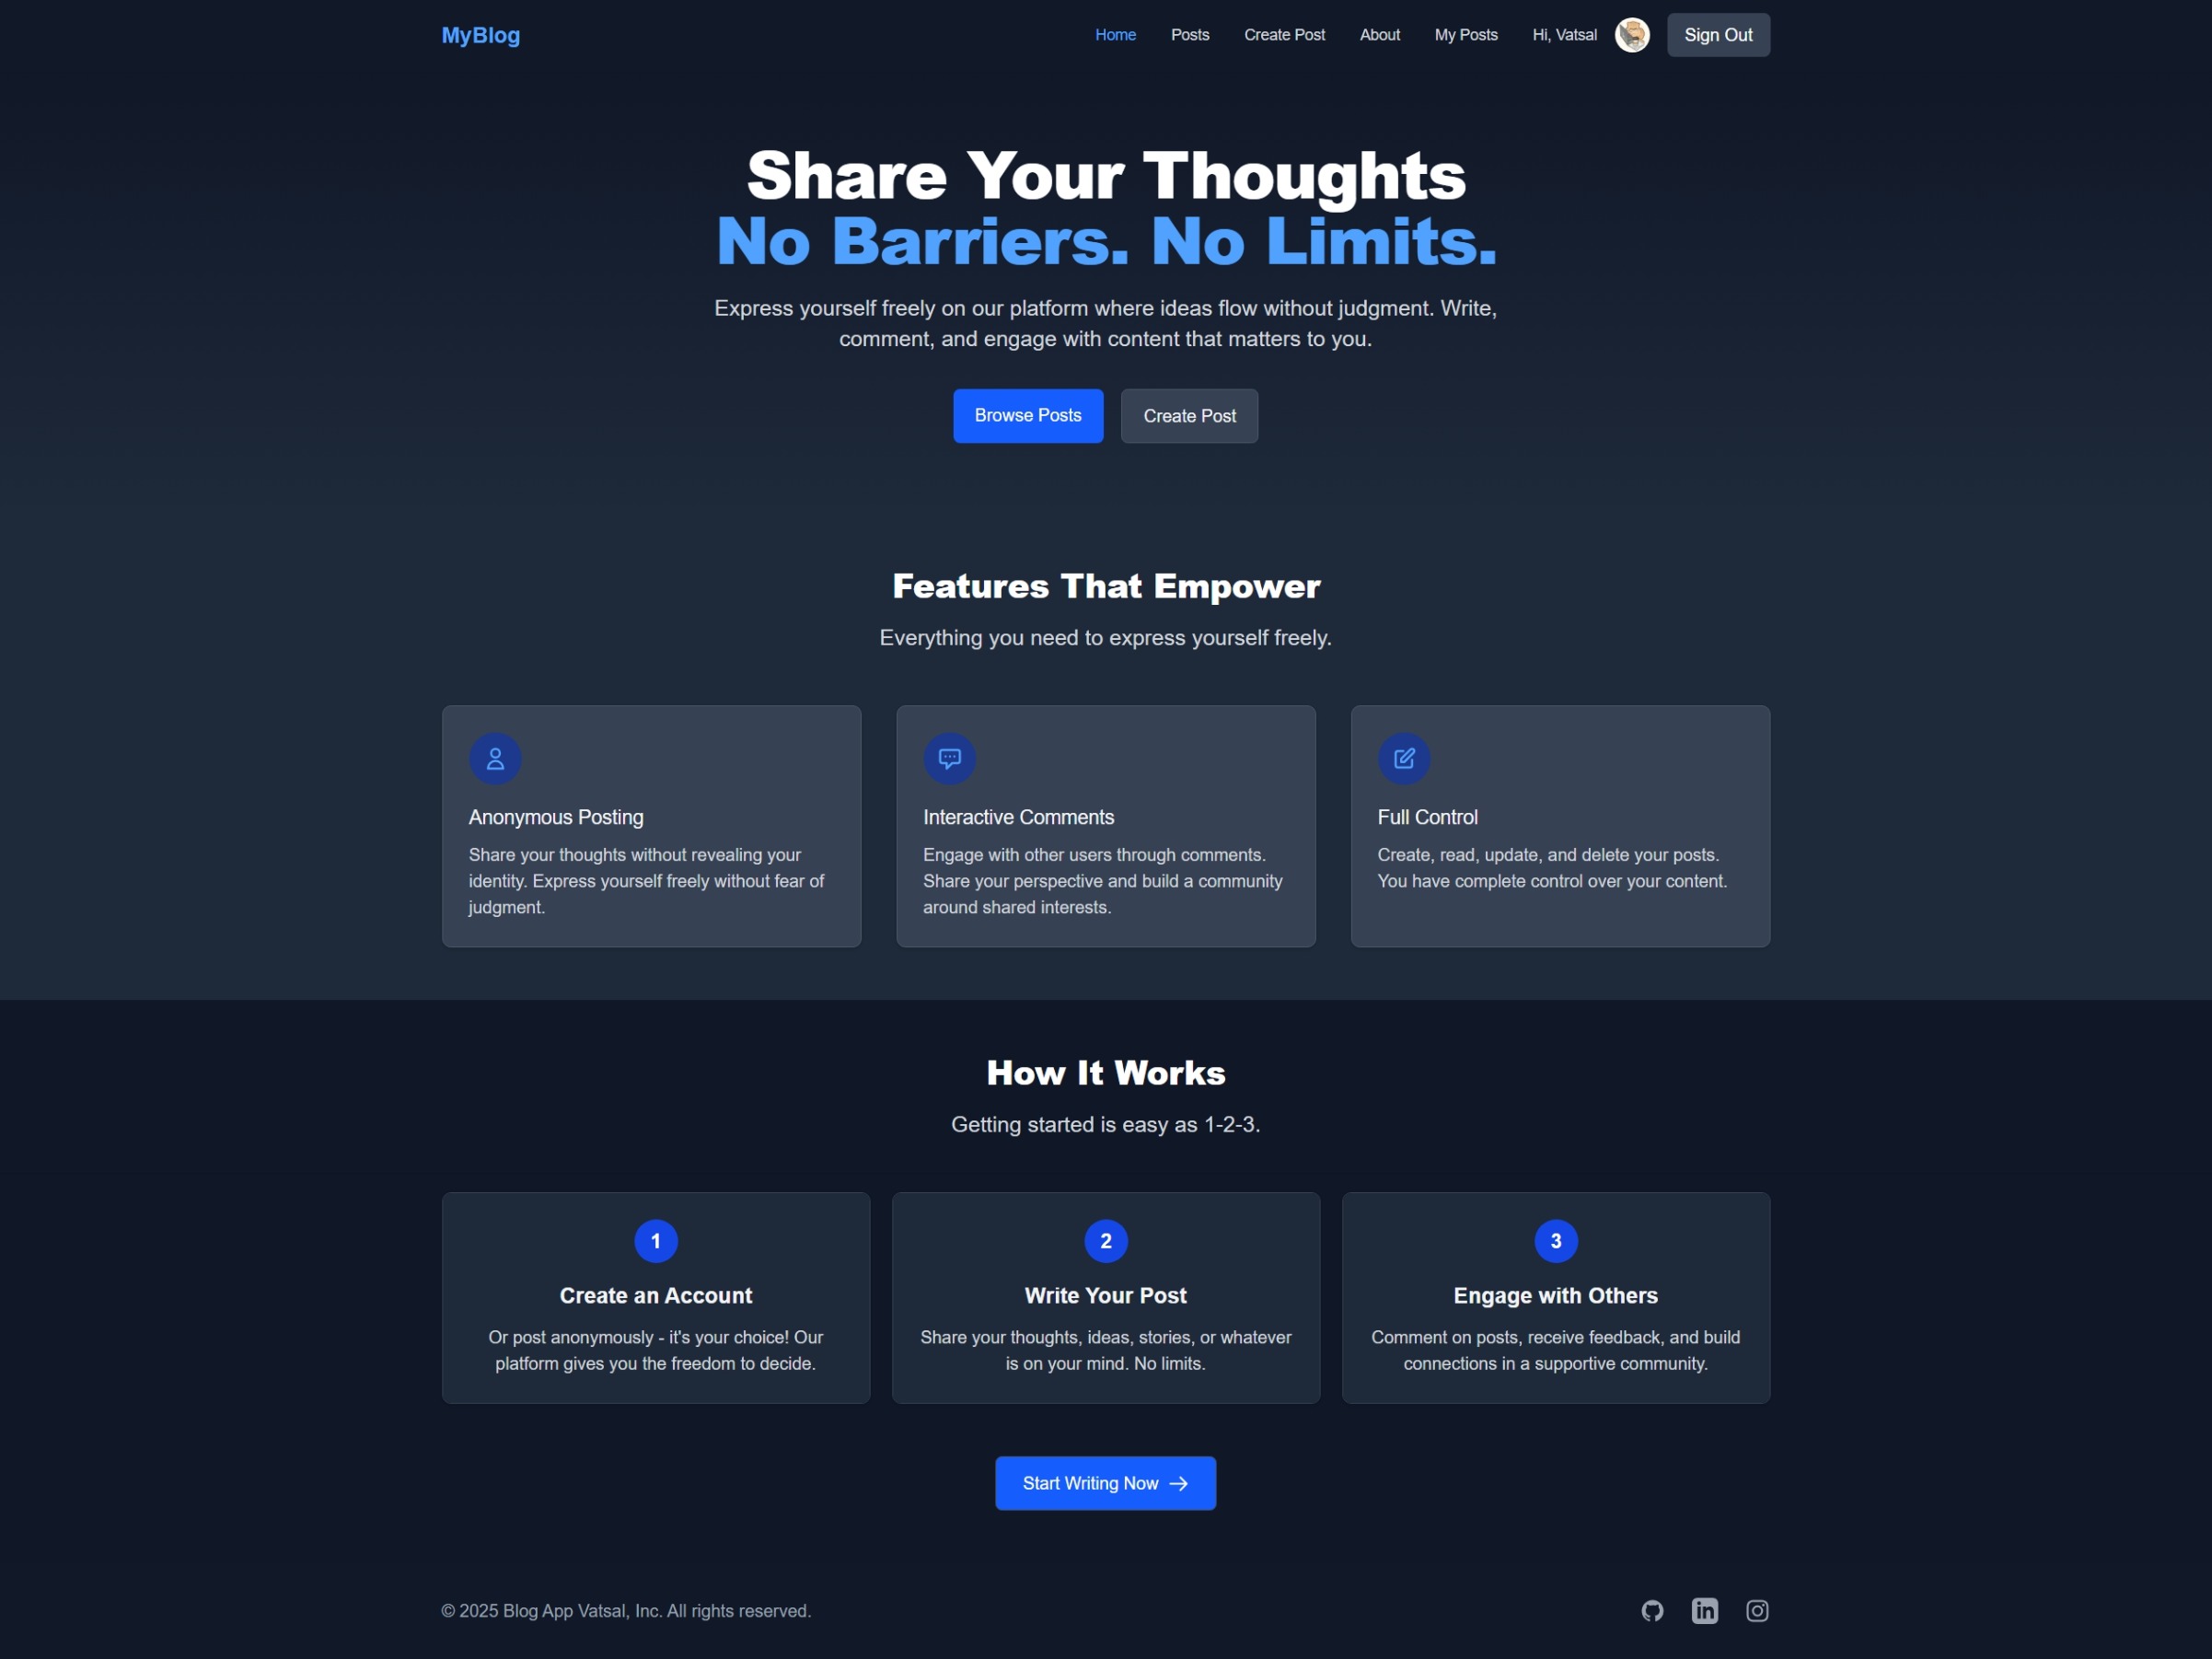 MyBlog
Home
Posts
Create Post
About
My Posts
Hi, Vatsal
Sign Out
Share Your Thoughts
No Barriers. No Limits.
Express yourself freely on our platform where ideas flow without judgment. Write,
comment, and engage with content that matters to you.
Browse Posts
Create Post
Features That Empower
Everything you need to express yourself freely.
Anonymous Posting
Share your thoughts without revealing your
identity. Express yourself freely without fear of
judgment.
Interactive Comments
Engage with other users through comments.
Share your perspective and build a community
around shared interests.
Full Control
Create, read, update, and delete your posts.
You have complete control over your content.
How It Works
Getting started is easy as 1-2-3.
1
Create an Account
Or post anonymously - it's your choice! Our
platform gives you the freedom to decide.
2
Write Your Post
Share your thoughts, ideas, stories, or whatever
is on your mind. No limits.
3
Engage with Others
Comment on posts, receive feedback, and build
connections in a supportive community.
Start Writing Now
© 2025 Blog App Vatsal, Inc. All rights reserved.
in